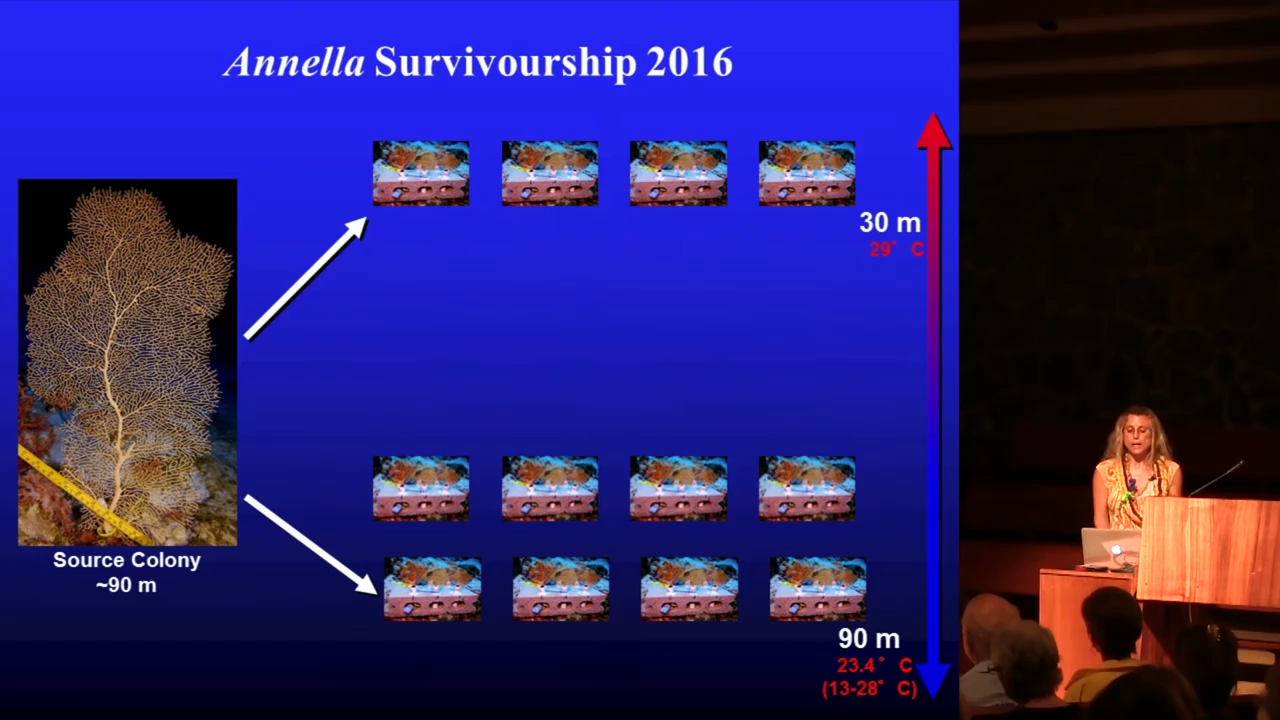 Annella Survivourship 2016
30 m
29° C
Source Colony
~90 m
90 m
23.4° C
(13-28° C)